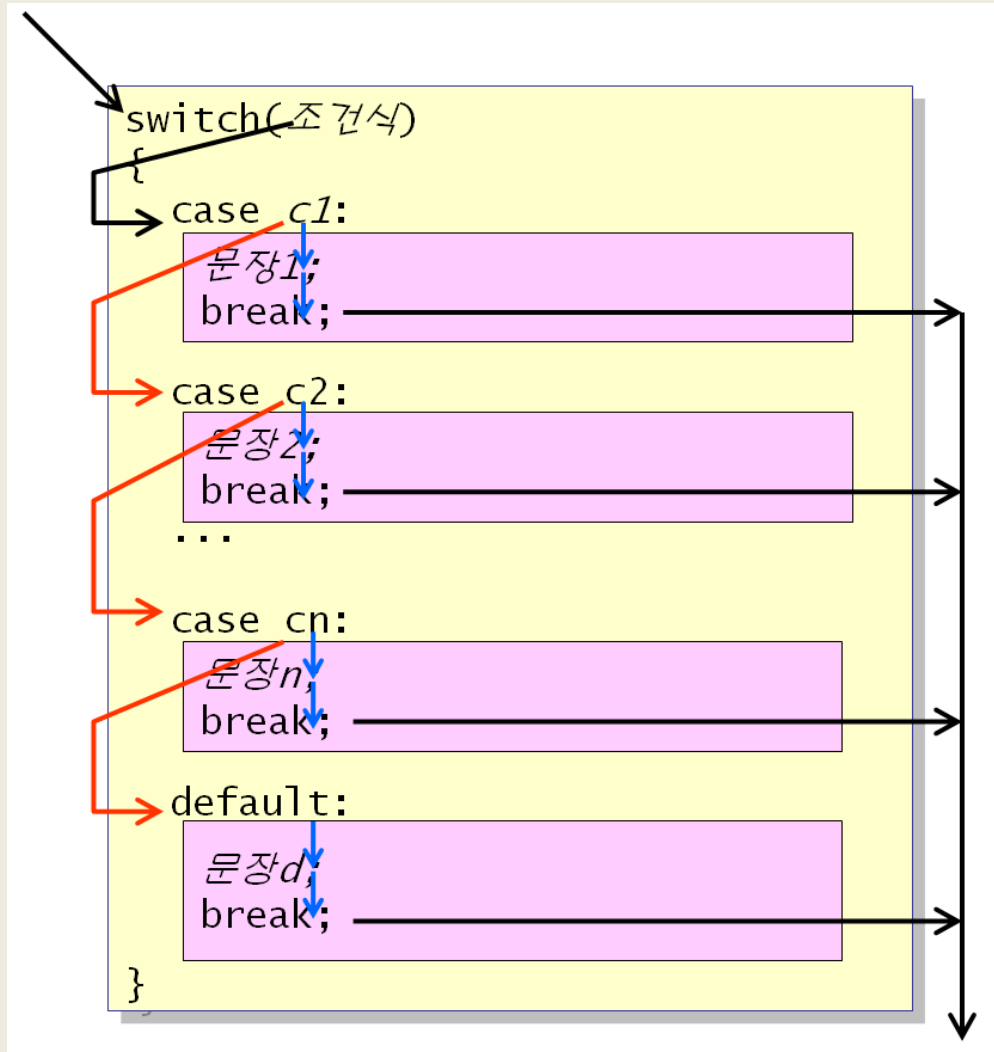 switch(조건식)
{
case c1:
문장1;
break;
case c2:
문장2;
break;
...
case cn:
문장n;
break;
default:
문장d;
break;
}